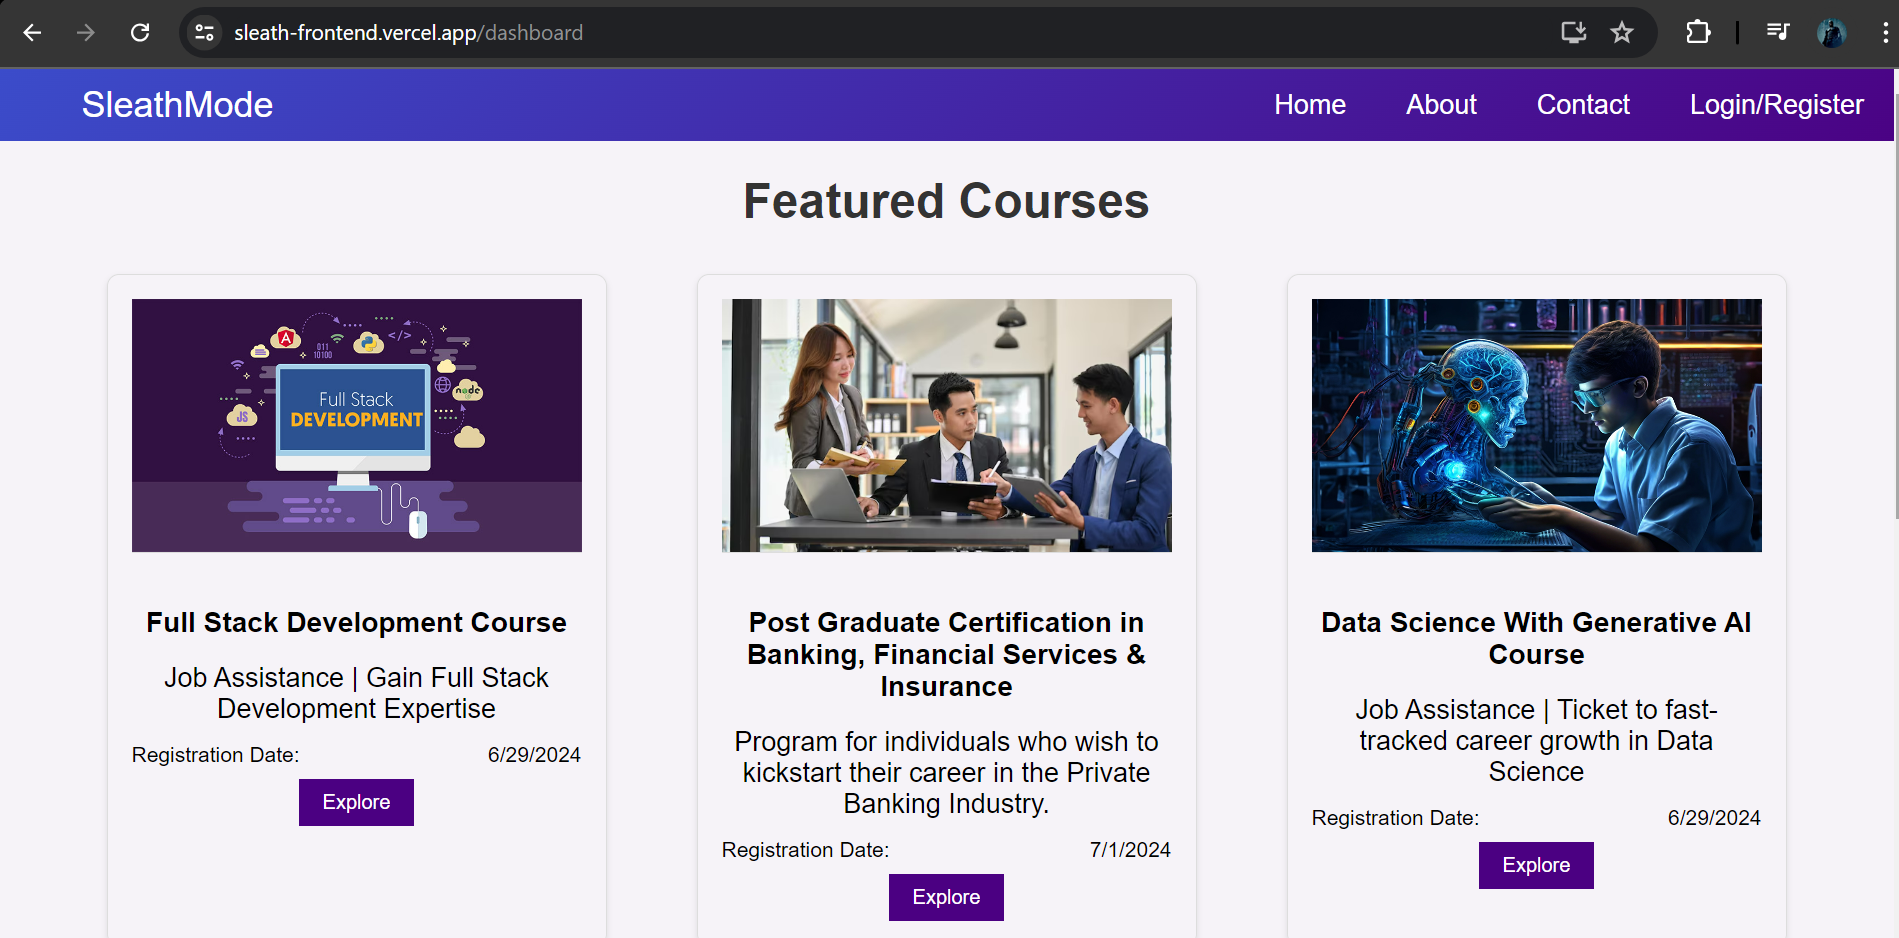 sleath-frontend.vercel.app/dashboard
SleathMode
Home
About
Contact
Login/Register
Featured Courses
A
011
10100
</>
node
JS
Full Stack
DEVELOPMENT
Full Stack Development Course
Job Assistance | Gain Full Stack
Development Expertise
Registration Date: 6/29/2024
Explore
Post Graduate Certification in
Banking, Financial Services &
Insurance
Program for individuals who wish to
kickstart their career in the Private
Banking Industry.
Registration Date: 7/1/2024
Explore
Data Science With Generative AI
Course
Job Assistance | Ticket to fast-
tracked career growth in Data
Science
Registration Date: 6/29/2024
Explore